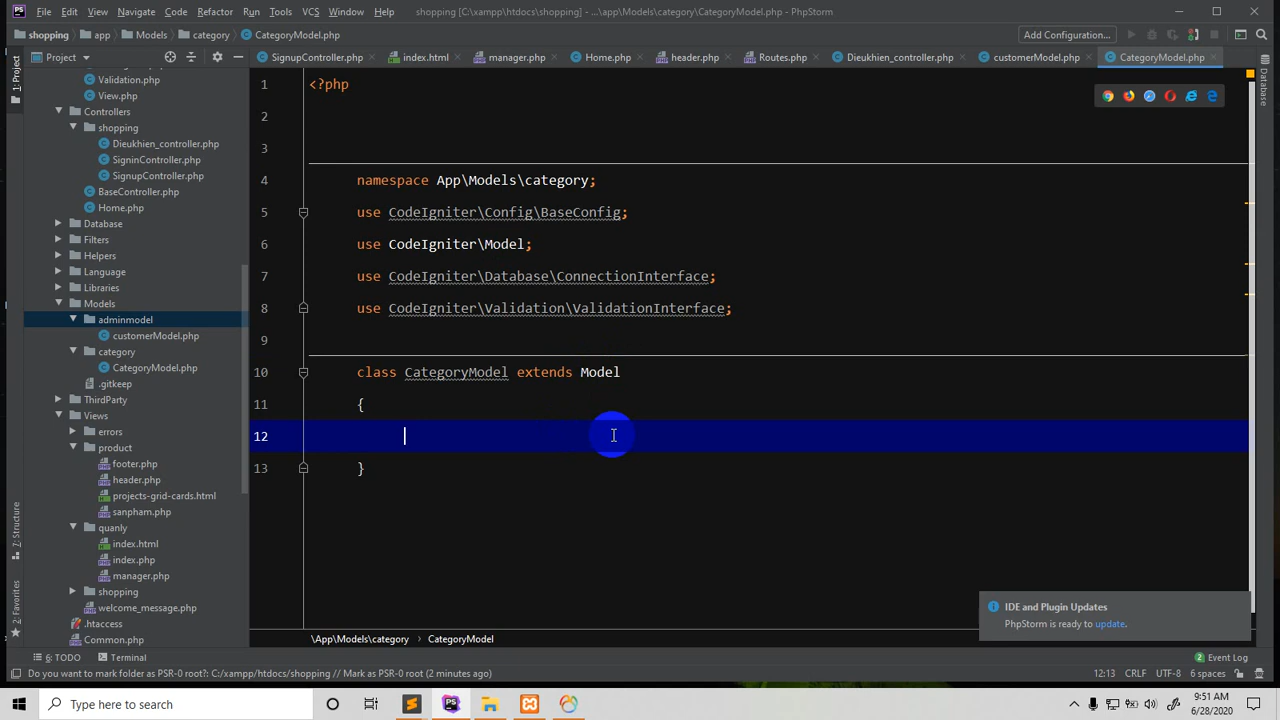 File Edit View Navigate Code Refactor Run Tools VCS Window Help shopping [C:\xampp\htdocs\shopping] - ...\app\Models\category\CategoryModel.php - PhpStorm
shopping app Models category CategoryModel.php Add Configuration...
Project SignupController.php index.html manager.php Home.php header.php Routes.php Dieukhien_controller.php customerModel.php CategoryModel.php
1: Project
Database
Validation.php
View.php
Controllers
shopping
Dieukhien_controller.php
SigninController.php
SignupController.php
BaseController.php
Home.php
Database
Filters
Helpers
Language
Libraries
Models
adminmodel
customerModel.php
category
CategoryModel.php
.gitkeep
ThirdParty
Views
errors
product
footer.php
header.php
projects-grid-cards.html
sanpham.php
quanly
index.html
index.php
manager.php
shopping
welcome_message.php
.htaccess
Common.php
7: Structure
2: Favorites
1 <?php
2
3
4 namespace App\Models\category;
5 use CodeIgniter\Config\BaseConfig;
6 use CodeIgniter\Model;
7 use CodeIgniter\Database\ConnectionInterface;
8 use CodeIgniter\Validation\ValidationInterface;
9
10 class CategoryModel extends Model
11 {
12
13 }
IDE and Plugin Updates
PhpStorm is ready to update.
\App\Models\category CategoryModel
6: TODO Terminal 2 Event Log
Do you want to mark folder as PSR-0 root?: C:/xampp/htdocs/shopping // Mark as PSR-0 root (2 minutes ago) 12:13 CRLF UTF-8 6 spaces
Type here to search PS 9:51 AM
6/28/2020